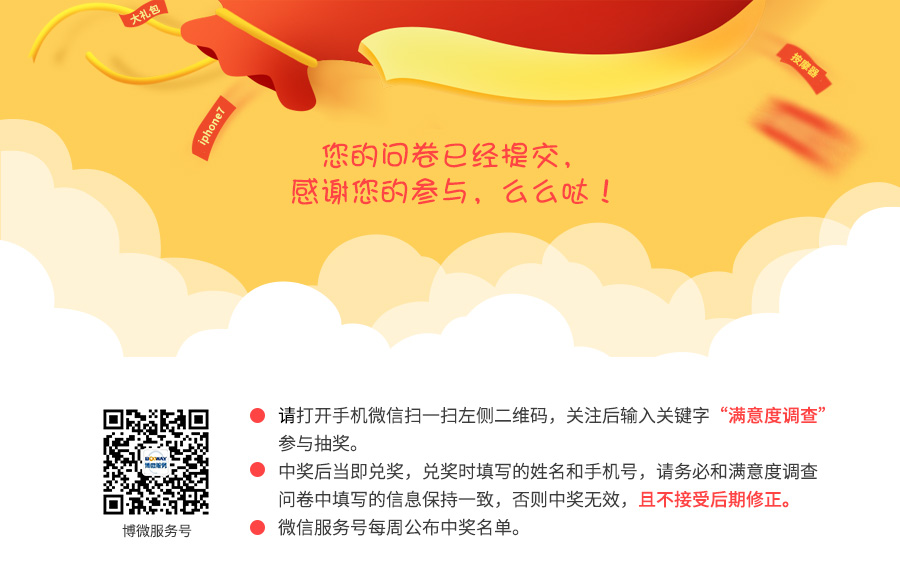 大礼包
按摩器
iphone7
您的问卷已经提交，
感谢您的参与，么么哒！
请打开手机微信扫一扫左侧二维码，关注后输入关键字“满意度调查”
参与抽奖。
中奖后当即兑奖，兑奖时填写的姓名和手机号，请务必和满意度调查
问卷中填写的信息保持一致，否则中奖无效，且不接受后期修正。
微信服务号每周公布中奖名单。
博微服务
博微服务号